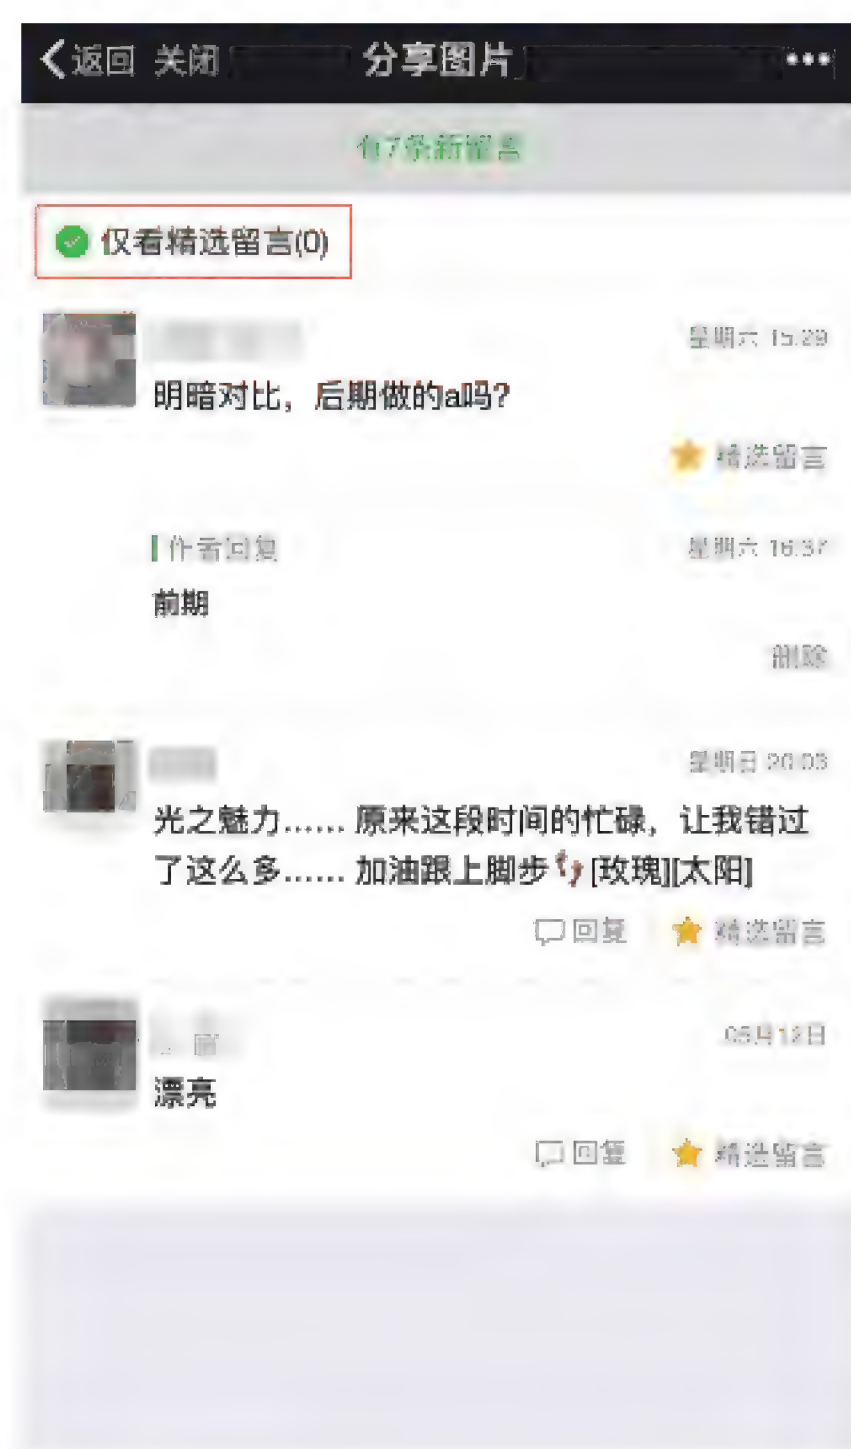 返回 关闭 分享图片
有7条新留言
仅看精选留言(0)
星期六 15:29
明暗对比，后期做的a吗?
精选留言
作者回复 星期六 16:37
前期
删除
星期日 20:03
光之魅力…… 原来这段时间的忙碌，让我错过
了这么多…… 加油跟上脚步👣[玫瑰][太阳]
回复 精选留言
05月12日
漂亮
回复 精选留言